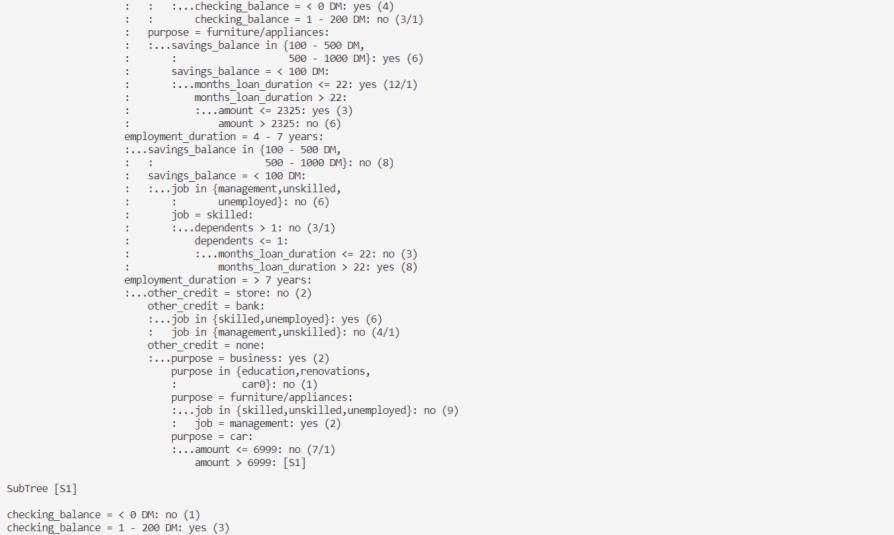 :   :   :...checking_balance = < 0 DM: yes (4)
:   :       checking_balance = 1 - 200 DM: no (3/1)
:   purpose = furniture/appliances:
:   :...savings_balance in {100 - 500 DM,
:       :                   500 - 1000 DM}: yes (6)
:       savings_balance = < 100 DM:
:       :...months_loan_duration <= 22: yes (12/1)
:           months_loan_duration > 22:
:           :...amount <= 2325: yes (3)
:               amount > 2325: no (6)
employment_duration = 4 - 7 years:
:...savings_balance in {100 - 500 DM,
:   :                   500 - 1000 DM}: no (8)
:   savings_balance = < 100 DM:
:   :...job in {management,unskilled,
:       :       unemployed}: no (6)
:       job = skilled:
:       :...dependents > 1: no (3/1)
:           dependents <= 1:
:           :...months_loan_duration <= 22: no (3)
:               months_loan_duration > 22: yes (8)
employment_duration = > 7 years:
:...other_credit = store: no (2)
    other_credit = bank:
    :...job in {skilled,unemployed}: yes (6)
    :   job in {management,unskilled}: no (4/1)
    other_credit = none:
    :...purpose = business: yes (2)
        purpose in {education,renovations,
        :           car0}: no (1)
        purpose = furniture/appliances:
        :...job in {skilled,unskilled,unemployed}: no (9)
        :   job = management: yes (2)
        purpose = car:
        :...amount <= 6999: no (7/1)
            amount > 6999: [S1]

SubTree [S1]

checking_balance = < 0 DM: no (1)
checking_balance = 1 - 200 DM: yes (3)